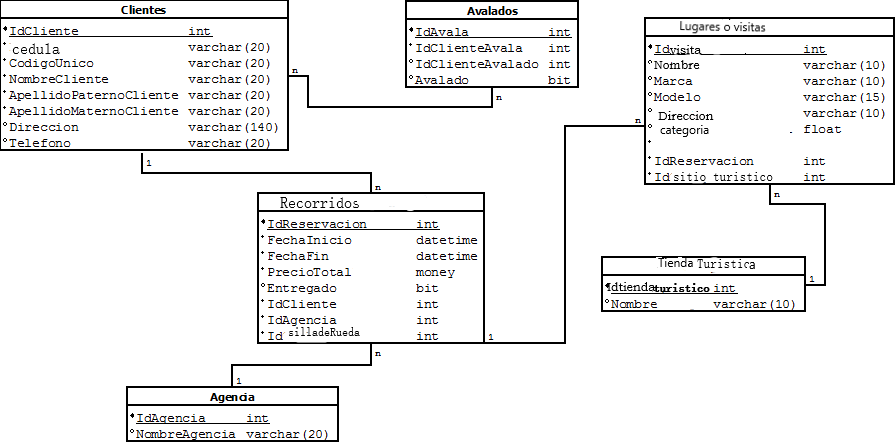 Clientes
IdCliente int
cedula varchar(20)
CodigoUnico varchar(20)
NombreCliente varchar(20)
ApellidoPaternoCliente varchar(20)
ApellidoMaternoCliente varchar(20)
Direccion varchar(140)
Telefono varchar(20)
Avalados
IdAvala int
IdClienteAvala int
IdClienteAvalado int
Avalado bit
Lugares o visitas
Idvisita int
Nombre varchar(10)
Marca varchar(10)
Modelo varchar(15)
Direccion varchar(10)
categoria . float
IdReservacion int
Id sitio turistico int
n
n
n
1
n
n
Recorridos
IdReservacion int
FechaInicio datetime
FechaFin datetime
PrecioTotal money
Entregado bit
IdCliente int
IdAgencia int
Id silladeRueda int
Tienda Turistica
Idtienda turistico int
Nombre varchar(10)
1
1
n
1
Agencia
IdAgencia int
NombreAgencia varchar(20)